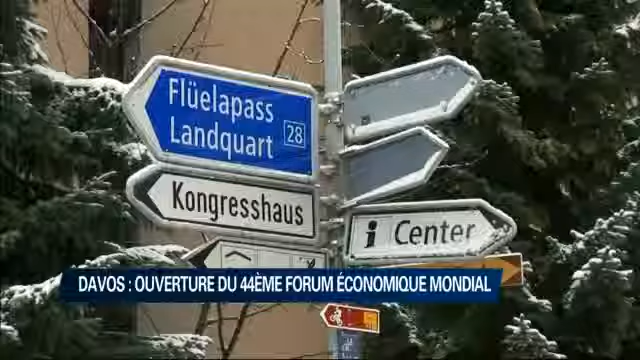 Flüelapass
Landquart 28
Kongresshaus
i Center
DAVOS : OUVERTURE DU 44ÈME FORUM ÉCONOMIQUE MONDIAL